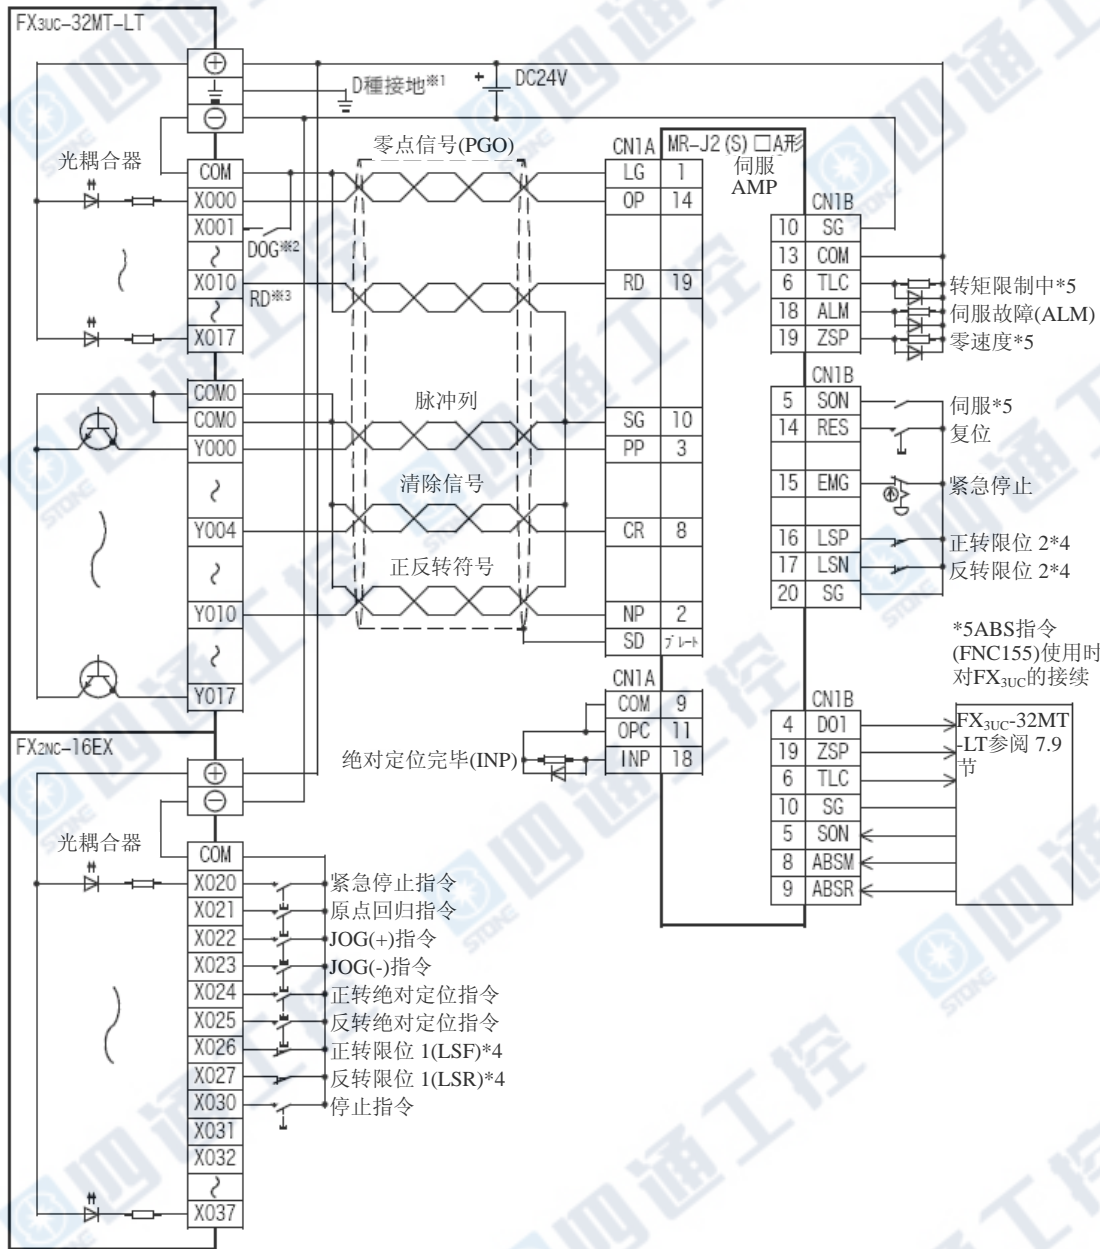 FX3UC-32MT-LT
D種接地※1
DC24V
光耦合器
COM
X000
X001
X010
X017
DOG※2
RD※3
零点信号(PGO)
CN1A
LG 1
OP 14
RD 19
MR-J2(S)□A形
伺服
AMP
CN1B
10 SG
13 COM
6 TLC
18 ALM
19 ZSP
转矩限制中*5
伺服故障(ALM)
零速度*5
COM0
COM0
Y000
Y004
Y010
Y017
脉冲列
清除信号
正反转符号
SG 10
PP 3
CR 8
NP 2
SD プレート
CN1B
5 SON
14 RES
15 EMG
16 LSP
17 LSN
20 SG
伺服*5
复位
紧急停止
正转限位 2*4
反转限位 2*4
*5ABS指令
(FNC155)使用时
对FX3UC的接续
CN1A
COM 9
OPC 11
INP 18
绝对定位完毕(INP)
CN1B
4 DO1
19 ZSP
6 TLC
10 SG
5 SON
8 ABSM
9 ABSR
FX3UC-32MT
-LT参阅 7.9
节
FX2NC-16EX
光耦合器
COM
X020 紧急停止指令
X021 原点回归指令
X022 JOG(+)指令
X023 JOG(-)指令
X024 正转绝对定位指令
X025 反转绝对定位指令
X026 正转限位 1(LSF)*4
X027 反转限位 1(LSR)*4
X030 停止指令
X031
X032
X037
四通工控
STONE